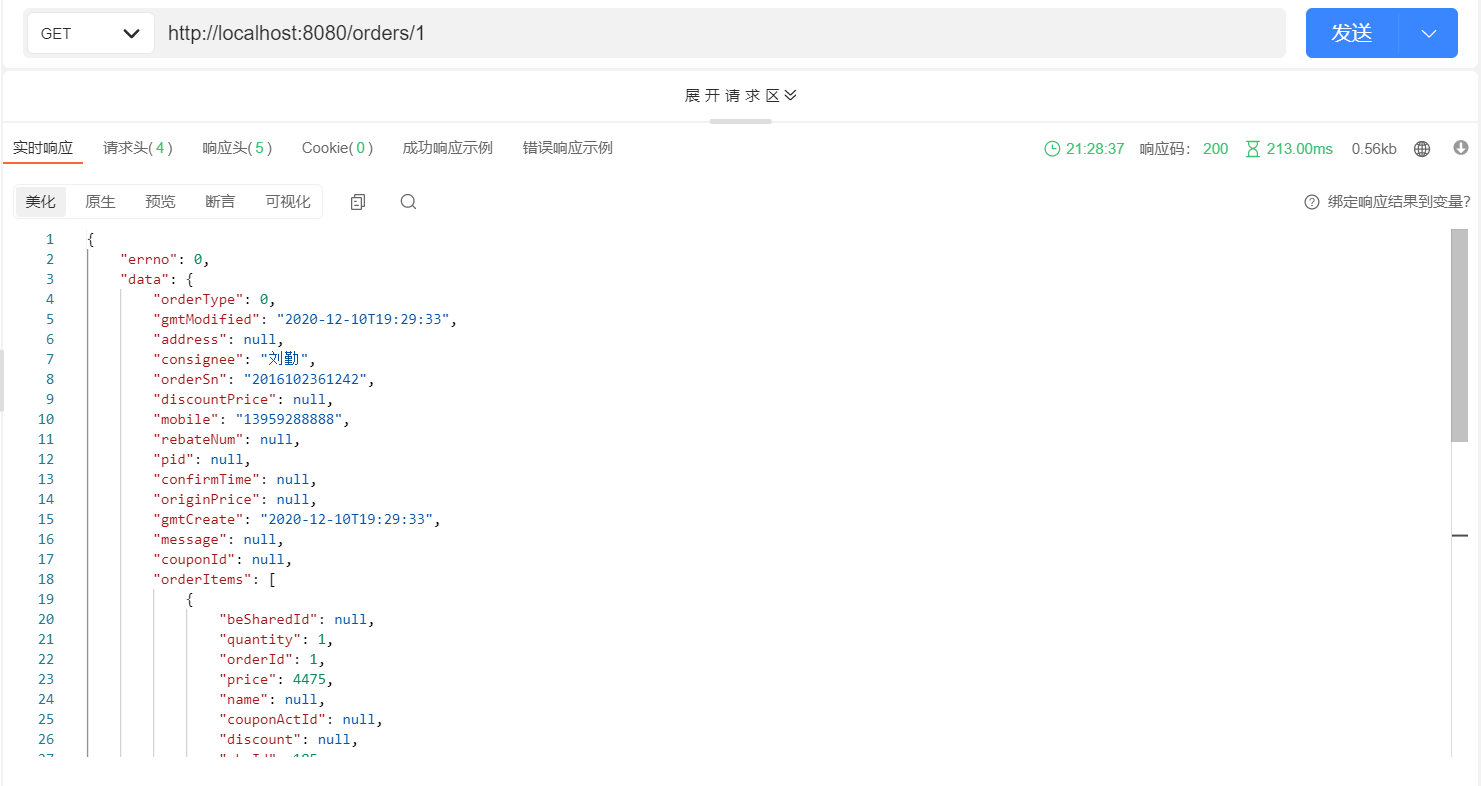 GET http://localhost:8080/orders/1 发送
展开请求区
实时响应 请求头(4) 响应头(5) Cookie(0) 成功响应示例 错误响应示例 21:28:37 响应码: 200 213.00ms 0.56kb
美化 原生 预览 断言 可视化 绑定响应结果到变量?
1 {
2 "errno": 0,
3 "data": {
4 "orderType": 0,
5 "gmtModified": "2020-12-10T19:29:33",
6 "address": null,
7 "consignee": "刘勤",
8 "orderSn": "2016102361242",
9 "discountPrice": null,
10 "mobile": "13959288888",
11 "rebateNum": null,
12 "pid": null,
13 "confirmTime": null,
14 "originPrice": null,
15 "gmtCreate": "2020-12-10T19:29:33",
16 "message": null,
17 "couponId": null,
18 "orderItems": [
19 {
20 "beSharedId": null,
21 "quantity": 1,
22 "orderId": 1,
23 "price": 4475,
24 "name": null,
25 "couponActId": null,
26 "discount": null,